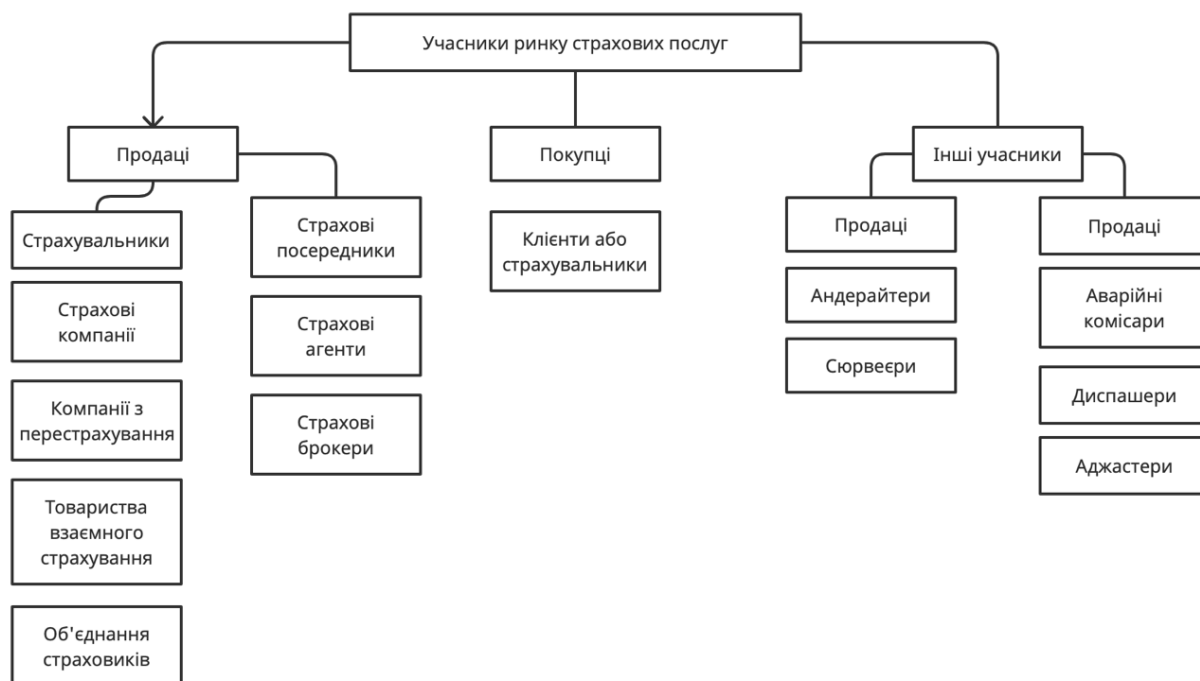 Учасники ринку страхових послуг
Продаці
Покупці
Інші учасники
Страхувальники
Страхові
посередники
Клієнти або
страхувальники
Продаці
Продаці
Страхові
компанії
Страхові
агенти
Андерайтери
Аварійні
комісари
Компанії з
перестрахування
Страхові
брокери
Сюрвеєри
Диспашери
Аджастери
Товариства
взаємного
страхування
Об'єднання
страховиків